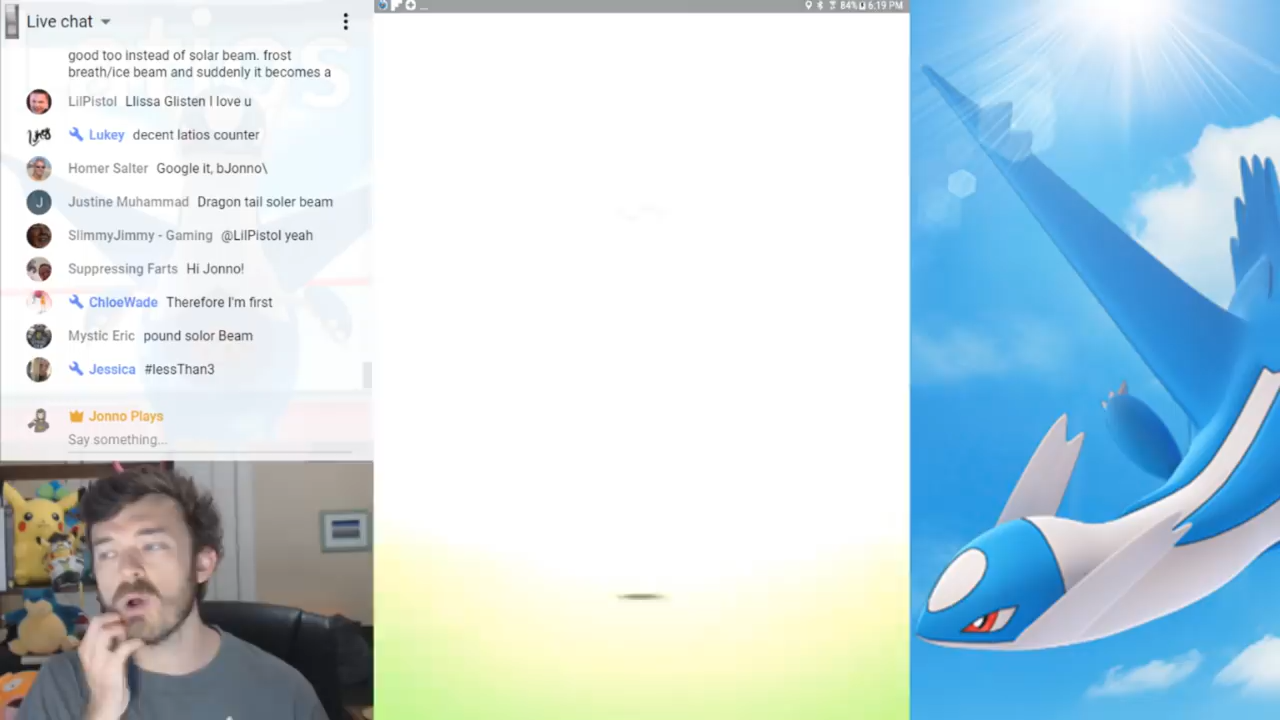 Live chat
good too instead of solar beam. frost
breath/ice beam and suddenly it becomes a
LilPistol Llissa Glisten I love u
Lukey decent latios counter
Homer Salter Google it, bJonno\
Justine Muhammad Dragon tail soler beam
J
SlimmyJimmy - Gaming @LilPistol yeah
Suppressing Farts Hi Jonno!
ChloeWade Therefore I'm first
Mystic Eric pound solor Beam
Jessica #lessThan3
Jonno Plays
Say something...
84% 6:19 PM